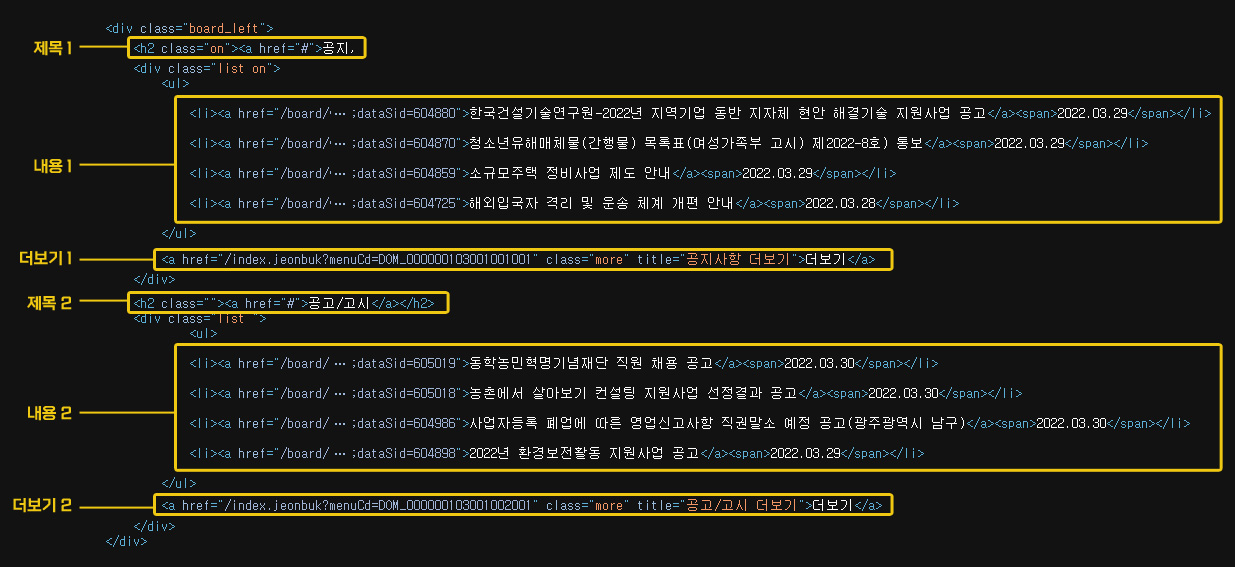 <div class="board_left">
제목 1 <h2 class="on"><a href="#">공지,
<div class="list on">
<ul>
<li><a href="/board/ ··· ;dataSid=604880">한국건설기술연구원-2022년 지역기업 동반 지자체 현안 해결기술 지원사업 공고</a><span>2022.03.29</span></li>
<li><a href="/board/ ··· ;dataSid=604870">청소년유해매체물(간행물) 목록표(여성가족부 고시) 제2022-8호) 통보</a><span>2022.03.29</span></li>
내용 1
<li><a href="/board/ ··· ;dataSid=604859">소규모주택 정비사업 제도 안내</a><span>2022.03.29</span></li>
<li><a href="/board/ ··· ;dataSid=604725">해외입국자 격리 및 운송 체계 개편 안내</a><span>2022.03.28</span></li>
</ul>
더보기 1 <a href="/index.jeonbuk?menuCd=DOM_000000103001001001" class="more" title="공지사항 더보기">더보기</a>
</div>
제목 2 <h2 class=""><a href="#">공고/고시</a></h2>
<div class="list ">
<ul>
<li><a href="/board/ ··· ;dataSid=605019">동학농민혁명기념재단 직원 채용 공고</a><span>2022.03.30</span></li>
<li><a href="/board/ ··· ;dataSid=605018">농촌에서 살아보기 컨설팅 지원사업 선정결과 공고</a><span>2022.03.30</span></li>
내용 2
<li><a href="/board/ ··· ;dataSid=604986">사업자등록 폐업에 따른 영업신고사항 직권말소 예정 공고(광주광역시 남구)</a><span>2022.03.30</span></li>
<li><a href="/board/ ··· ;dataSid=604898">2022년 환경보전활동 지원사업 공고</a><span>2022.03.29</span></li>
</ul>
더보기 2 <a href="/index.jeonbuk?menuCd=DOM_000000103001002001" class="more" title="공고/고시 더보기">더보기</a>
</div>
</div>